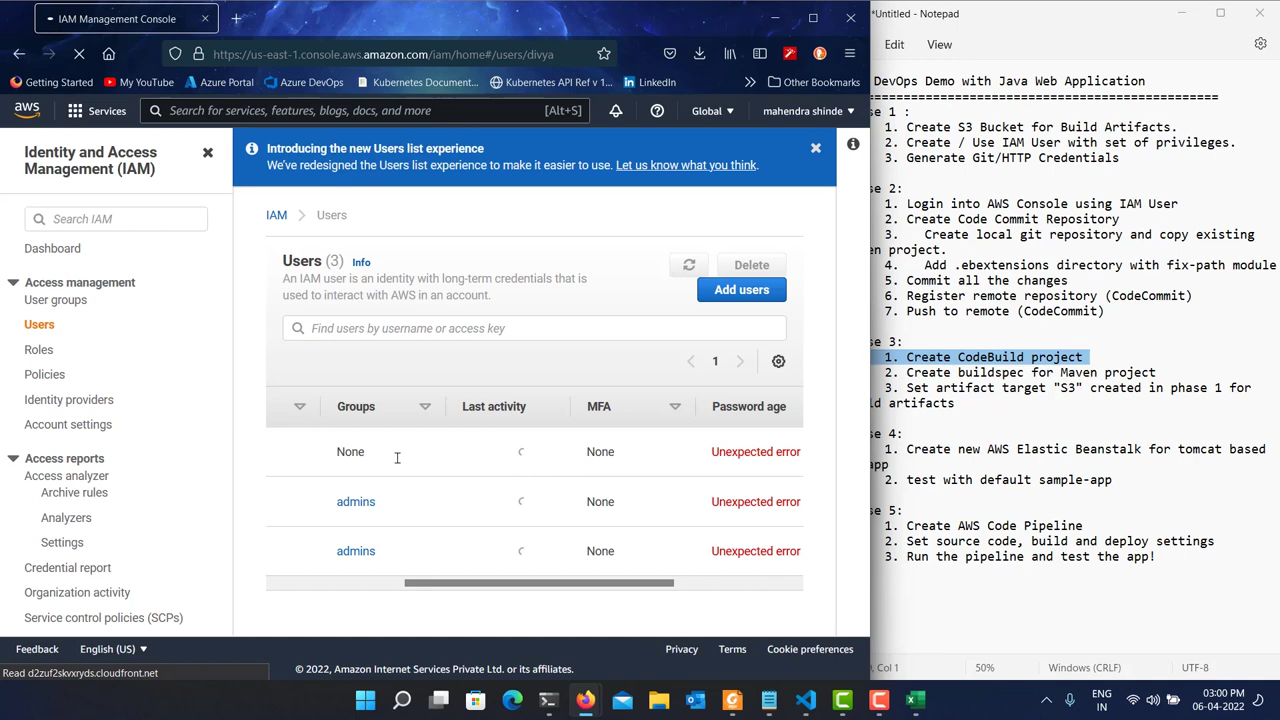 IAM Management Console
https://us-east-1.console.aws.amazon.com/iam/home#/users/divya
Getting Started
My YouTube
Azure Portal
Azure DevOps
Kubernetes Document...
Kubernetes API Ref v 1...
LinkedIn
Other Bookmarks
aws
Services
Search for services, features, blogs, docs, and more
[Alt+S]
Global
mahendra shinde
Identity and Access
Management (IAM)
Search IAM
Dashboard
Access management
User groups
Users
Roles
Policies
Identity providers
Account settings
Access reports
Access analyzer
Archive rules
Analyzers
Settings
Credential report
Organization activity
Service control policies (SCPs)
Introducing the new Users list experience
We've redesigned the Users list experience to make it easier to use. Let us know what you think.
IAM
Users
Users (3) Info
An IAM user is an identity with long-term credentials that is
used to interact with AWS in an account.
Delete
Add users
Find users by username or access key
1
Groups
Last activity
MFA
Password age
None
None
Unexpected error
admins
None
Unexpected error
admins
None
Unexpected error
Feedback
English (US)
Privacy
Terms
Cookie preferences
Read d2zuf2skvxryds.cloudfront.net
© 2022, Amazon Internet Services Private Ltd. or its affiliates.
*Untitled - Notepad
Edit
View
DevOps Demo with Java Web Application
==========================================
se 1 :
1. Create S3 Bucket for Build Artifacts.
2. Create / Use IAM User with set of privileges.
3. Generate Git/HTTP Credentials
se 2:
1. Login into AWS Console using IAM User
2. Create Code Commit Repository
3. Create local git repository and copy existing
en project.
4. Add .ebextensions directory with fix-path module
5. Commit all the changes
6. Register remote repository (CodeCommit)
7. Push to remote (CodeCommit)
se 3:
1. Create CodeBuild project
2. Create buildspec for Maven project
3. Set artifact target "S3" created in phase 1 for
ld artifacts
se 4:
1. Create new AWS Elastic Beanstalk for tomcat based
app
2. test with default sample-app
se 5:
1. Create AWS Code Pipeline
2. Set source code, build and deploy settings
3. Run the pipeline and test the app!
, Col 1
50%
Windows (CRLF)
UTF-8
ENG
IN
03:00 PM
06-04-2022